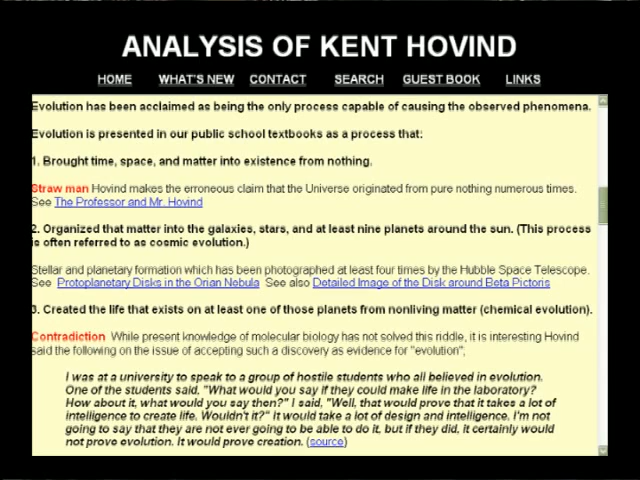 ANALYSIS OF KENT HOVIND
HOME WHAT'S NEW CONTACT SEARCH GUEST BOOK LINKS
Evolution has been acclaimed as being the only process capable of causing the observed phenomena.
Evolution is presented in our public school textbooks as a process that:
1. Brought time, space, and matter into existence from nothing.
Straw man Hovind makes the erroneous claim that the Universe originated from pure nothing numerous times.
See The Professor and Mr. Hovind
2. Organized that matter into the galaxies, stars, and at least nine planets around the sun. (This process
is often referred to as cosmic evolution.)
Stellar and planetary formation which has been photographed at least four times by the Hubble Space Telescope.
See Protoplanetary Disks in the Orian Nebula See also Detailed Image of the Disk around Beta Pictoris
3. Created the life that exists on at least one of those planets from nonliving matter (chemical evolution).
Contradiction While present knowledge of molecular biology has not solved this riddle, it is interesting Hovind
said the following on the issue of accepting such a discovery as evidence for "evolution";
I was at a university to speak to a group of hostile students who all believed in evolution.
One of the students said, "What would you say if they could make life in the laboratory?
How about it, what would you say then?" I said, "Well, that would prove that it takes a lot of
intelligence to create life. Wouldn't it?" It would take a lot of design and intelligence. I'm not
going to say that they are not ever going to be able to do it, but if they did, it certainly would
not prove evolution. It would prove creation. (source)